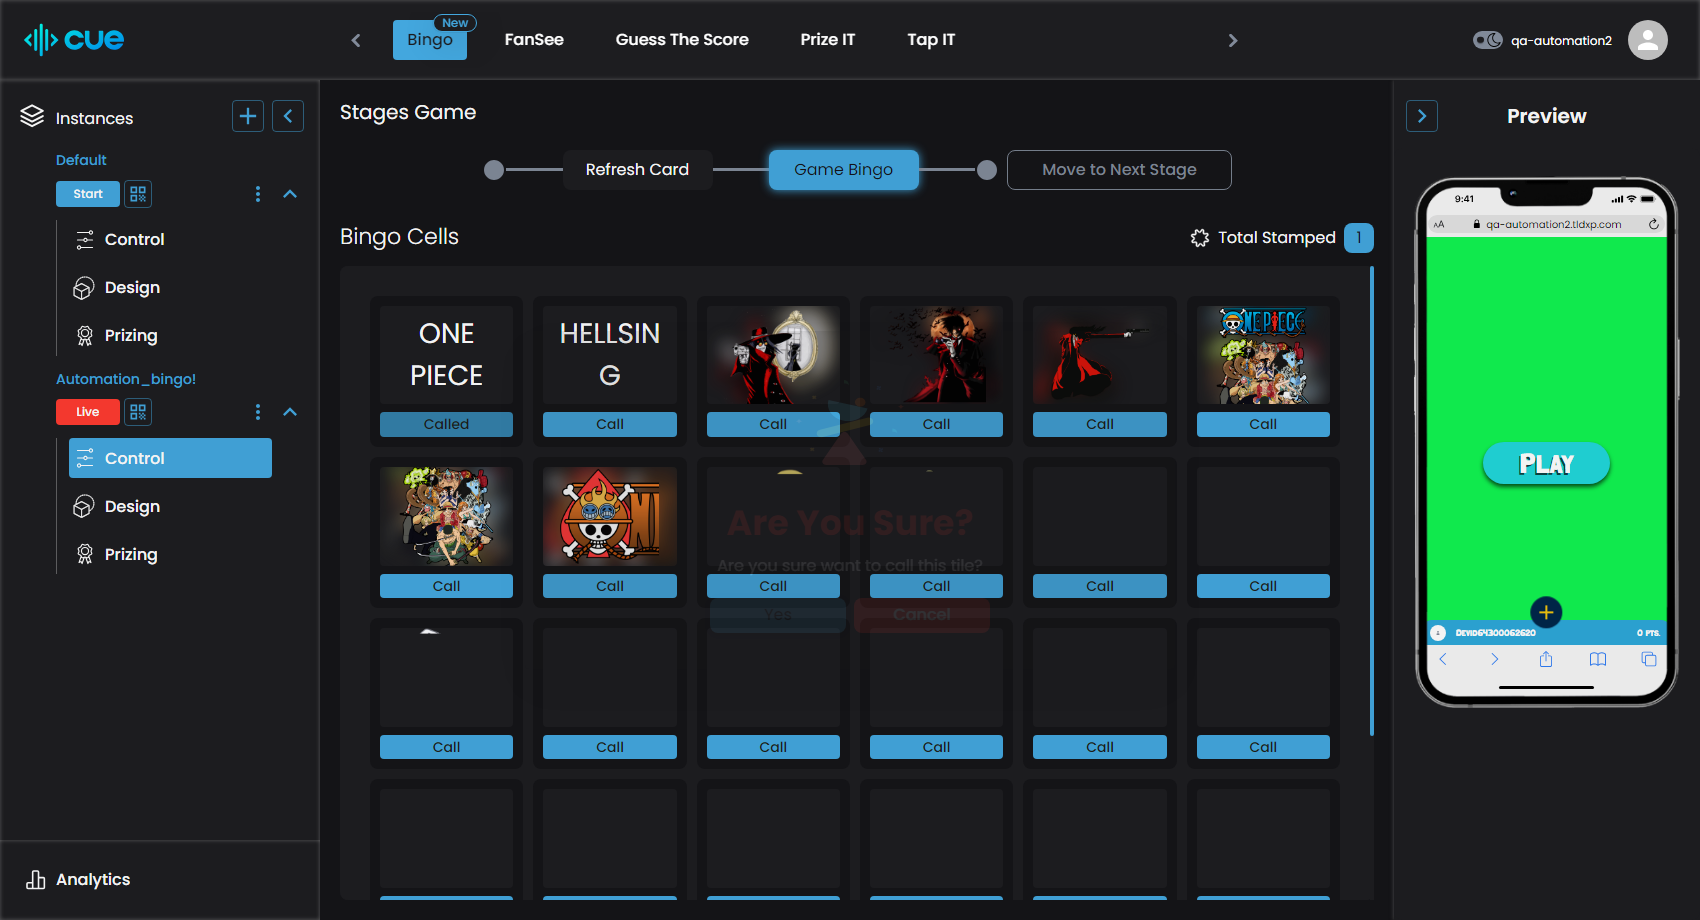 cue
New
Bingo
FanSee
Guess The Score
Prize IT
Tap IT
qa-automation2
Instances
Default
Start
Control
Design
Prizing
Automation_bingo!
Live
Control
Design
Prizing
Analytics
Stages Game
Refresh Card
Game Bingo
Move to Next Stage
Bingo Cells
Total Stamped 1
ONE
PIECE
Called
HELLSIN
G
Call
Call
Call
Call
ONE PIECE
Call
Call
Call
Call
Call
Call
Call
Are You Sure?
Are you sure want to call this tile?
Yes
Cancel
Call
Call
Call
Call
Call
Call
Preview
9:41
AA
qa-automation2.tldxp.com
PLAY
DEVID64300062620
0 PTS.